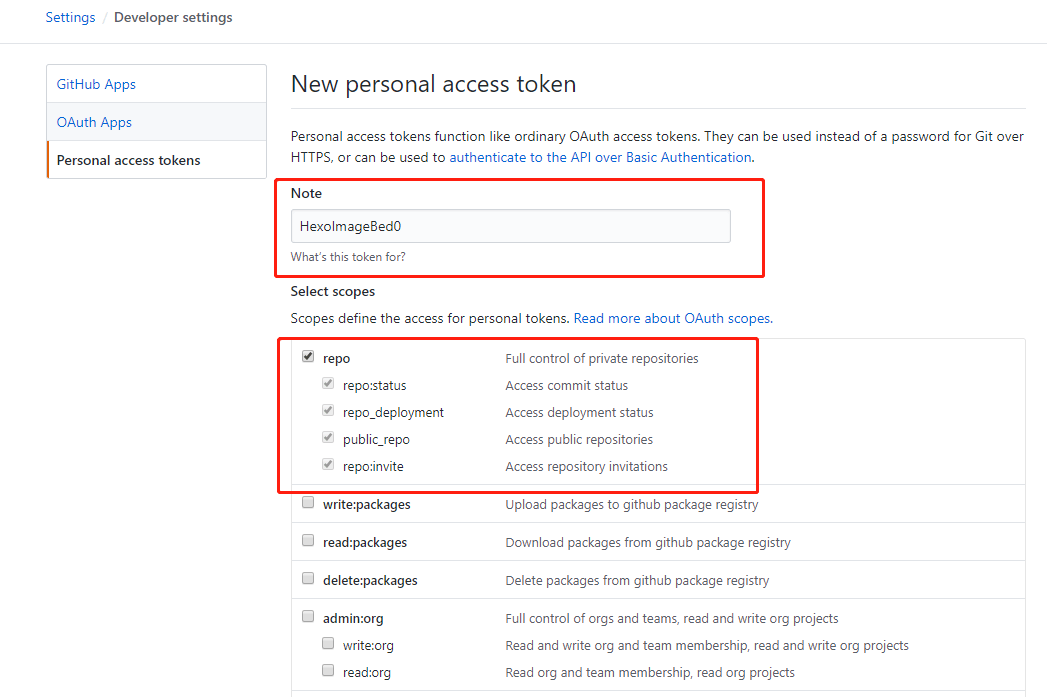 Settings / Developer settings
GitHub Apps
OAuth Apps
Personal access tokens
New personal access token
Personal access tokens function like ordinary OAuth access tokens. They can be used instead of a password for Git over
HTTPS, or can be used to authenticate to the API over Basic Authentication.
Note
HexoImageBed0
What's this token for?
Select scopes
Scopes define the access for personal tokens. Read more about OAuth scopes.
repo Full control of private repositories
repo:status Access commit status
repo_deployment Access deployment status
public_repo Access public repositories
repo:invite Access repository invitations
write:packages Upload packages to github package registry
read:packages Download packages from github package registry
delete:packages Delete packages from github package registry
admin:org Full control of orgs and teams, read and write org projects
write:org Read and write org and team membership, read and write org projects
read:org Read org and team membership, read org projects